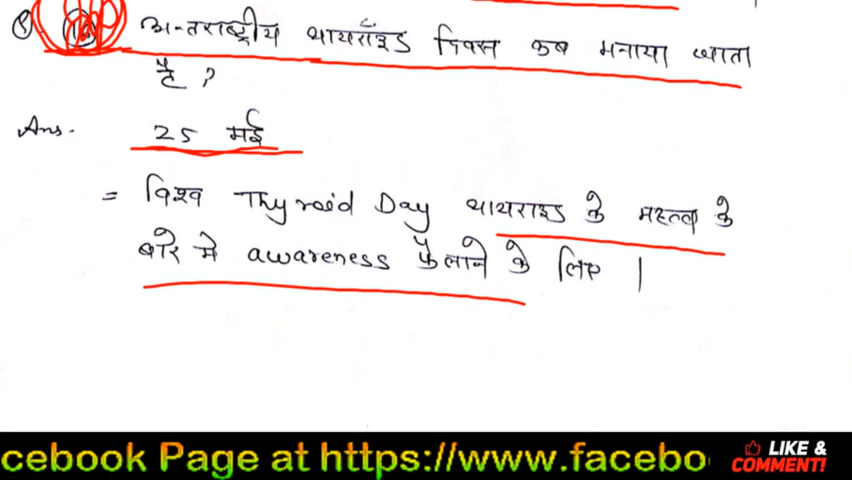 अन्तराष्ट्रीय थायरॉइड दिवस कब मनाया जाता
है ?
Ans. 25 मई
= विश्व Thyroid Day थायराइड के महत्व के
बारे मे awareness फैलाने के लिए |
cebook Page at https://www.facebo
LIKE &
COMMENT!